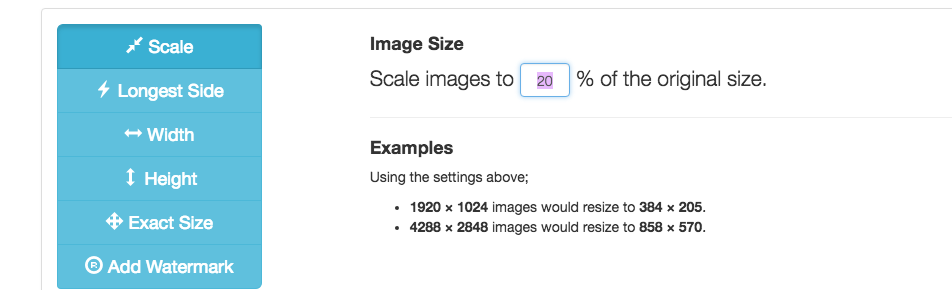 Scale
Longest Side
Width
Height
Exact Size
Add Watermark
Image Size
Scale images to 20 % of the original size.
Examples
Using the settings above;
• 1920 × 1024 images would resize to 384 × 205.
• 4288 × 2848 images would resize to 858 × 570.